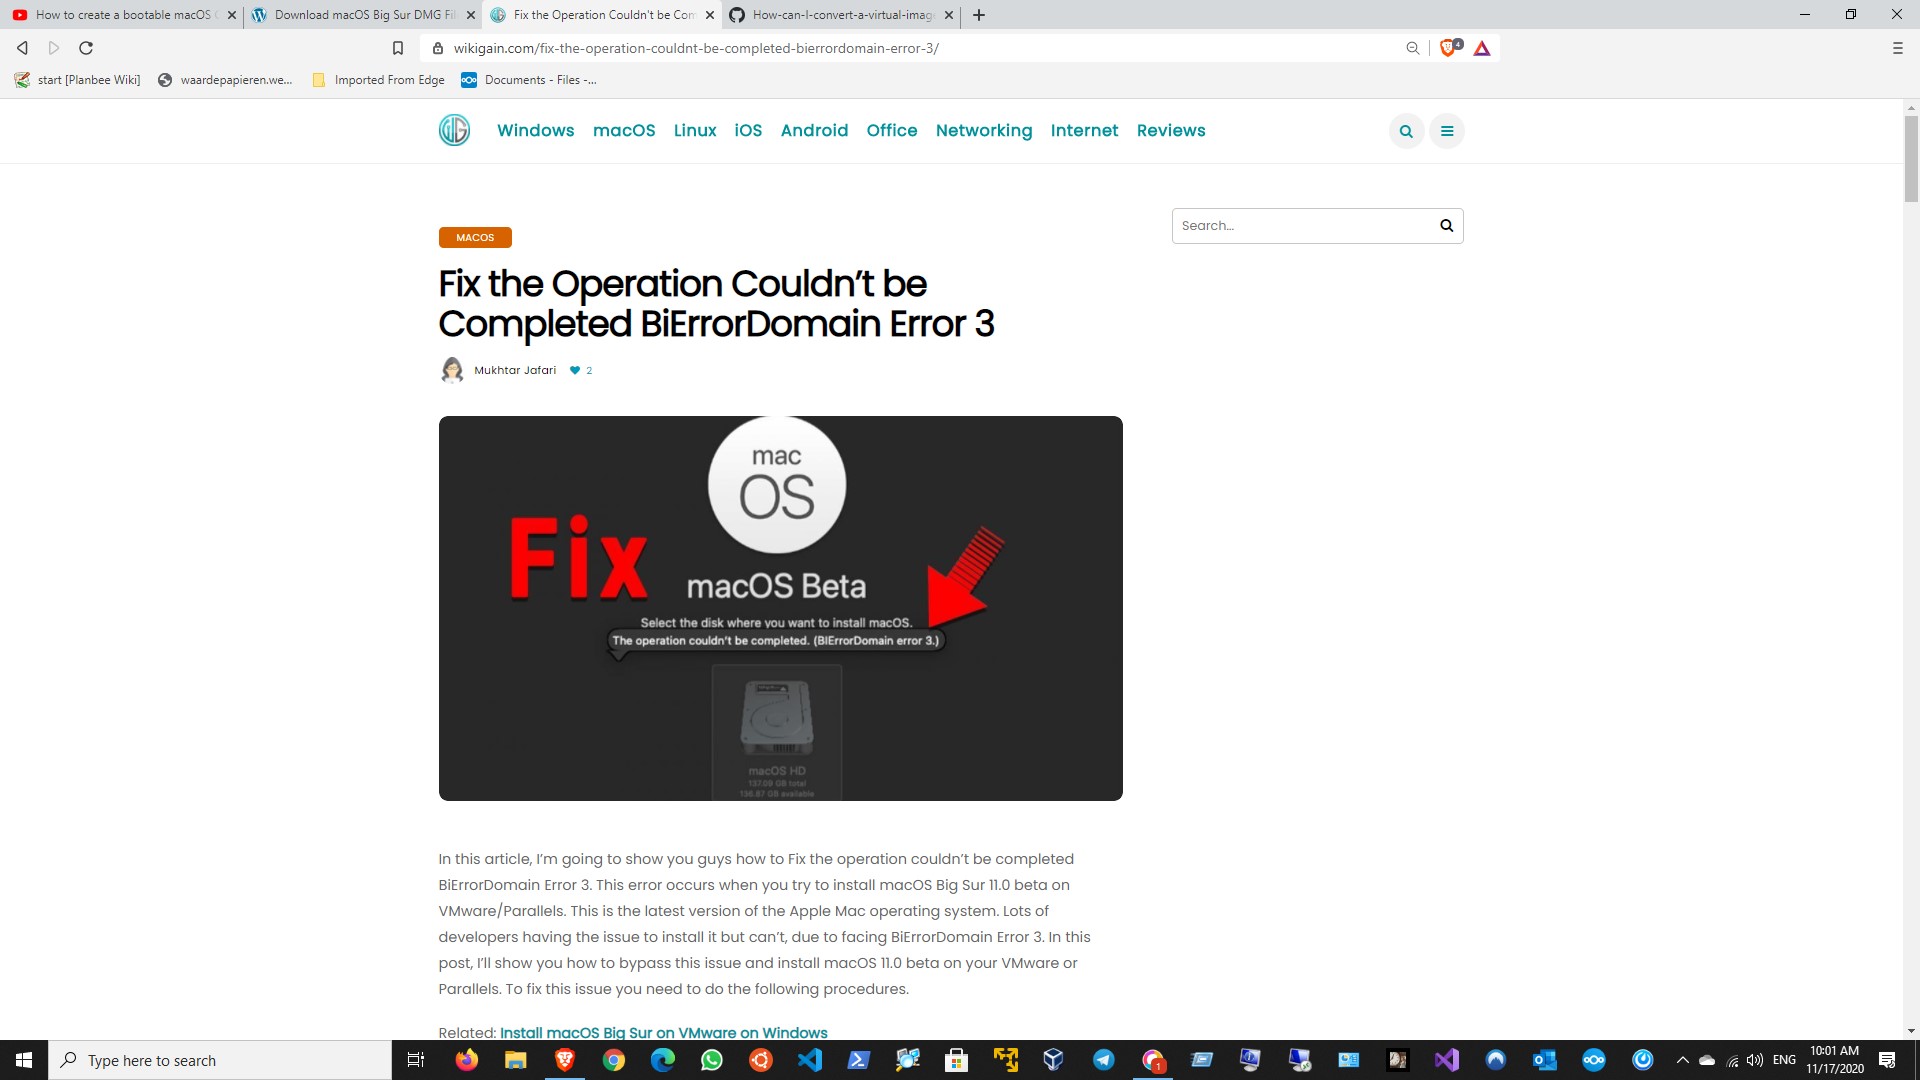 How to create a bootable macOS
Download macOS Big Sur DMG Fil
Fix the Operation Couldn't be Com
How-can-I-convert-a-virtual-imag
wikigain.com/fix-the-operation-couldnt-be-completed-bierrordomain-error-3/
4
start [Planbee Wiki]
waardepapieren.we...
Imported From Edge
Documents - Files -...
Windows macOS Linux iOS Android Office Networking Internet Reviews
Search...
MACOS
Fix the Operation Couldn't be
Completed BiErrorDomain Error 3
Mukhtar Jafari 2
mac
OS
Fix
macOS Beta
Select the disk where you want to install macOS.
The operation couldn't be completed. (BIErrorDomain error 3.)
macOS HD
137.09 GB total
136.87 GB available
In this article, I'm going to show you guys how to Fix the operation couldn't be completed
BiErrorDomain Error 3. This error occurs when you try to install macOS Big Sur 11.0 beta on
VMware/Parallels. This is the latest version of the Apple Mac operating system. Lots of
developers having the issue to install it but can't, due to facing BiErrorDomain Error 3. In this
post, I'll show you how to bypass this issue and install macOS 11.0 beta on your VMware or
Parallels. To fix this issue you need to do the following procedures.
Related: Install macOS Big Sur on VMware on Windows
Type here to search
1
ENG
10:01 AM
11/17/2020